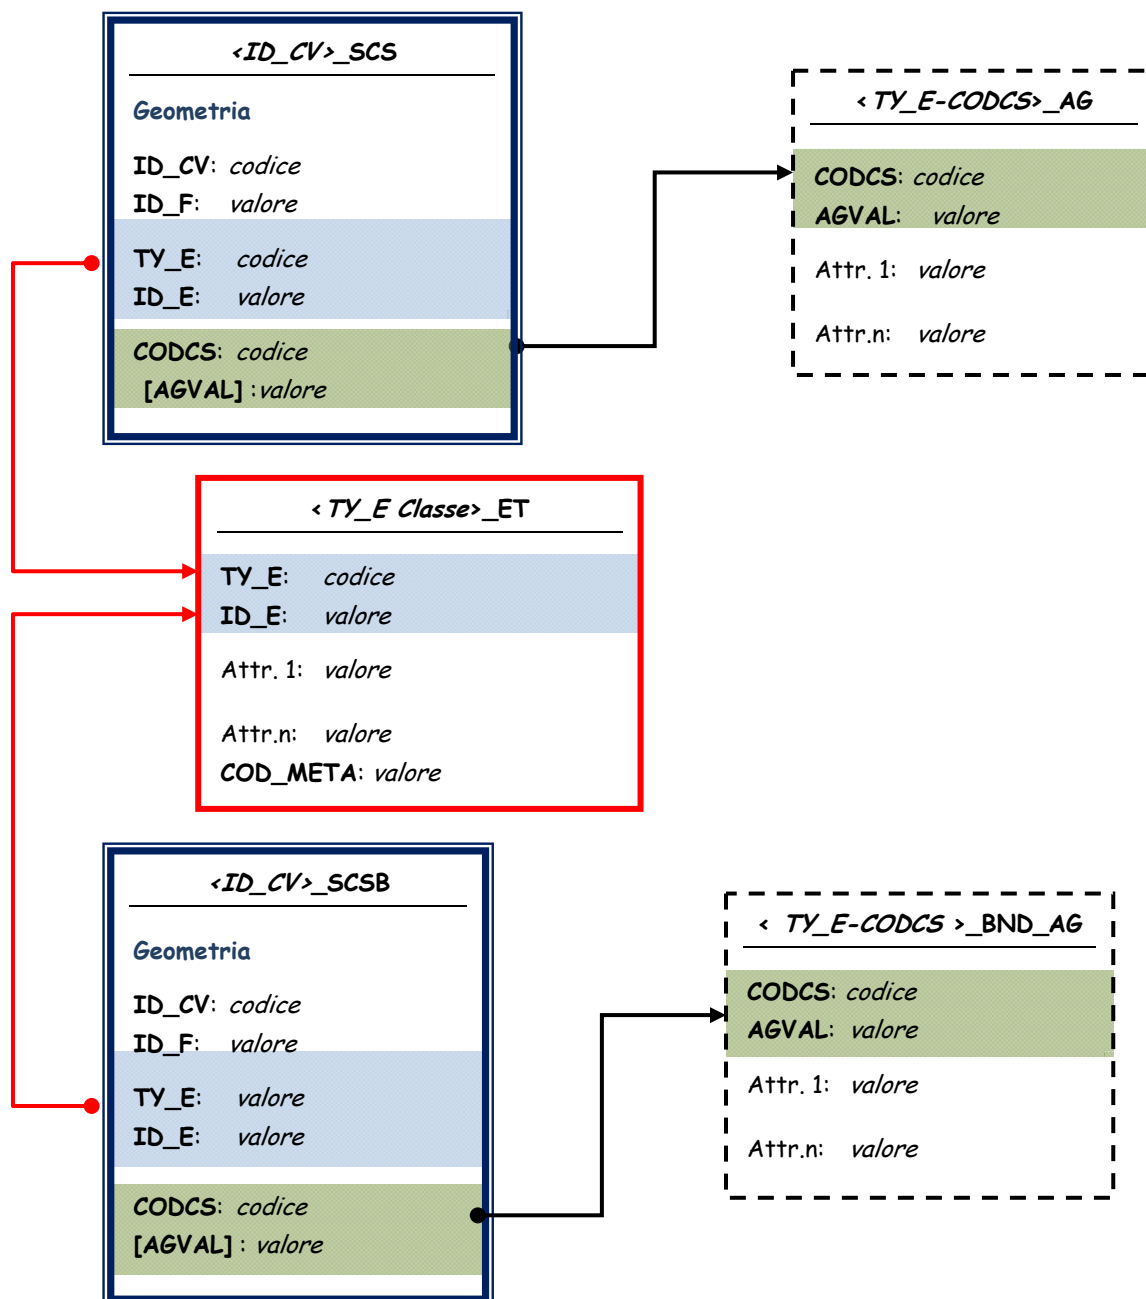 <ID_CV>_SCS
Geometria
ID_CV: codice
ID_F: valore
TY_E: codice
ID_E: valore
CODCS: codice
[AGVAL] :valore
< TY_E-CODCS>_AG
CODCS: codice
AGVAL: valore
Attr. 1: valore
Attr.n: valore
< TY_E Classe>_ET
TY_E: codice
ID_E: valore
Attr. 1: valore
Attr.n: valore
COD_META: valore
<ID_CV>_SCSB
Geometria
ID_CV: codice
ID_F: valore
TY_E: valore
ID_E: valore
CODCS: codice
[AGVAL] : valore
< TY_E-CODCS >_BND_AG
CODCS: codice
AGVAL: valore
Attr. 1: valore
Attr.n: valore